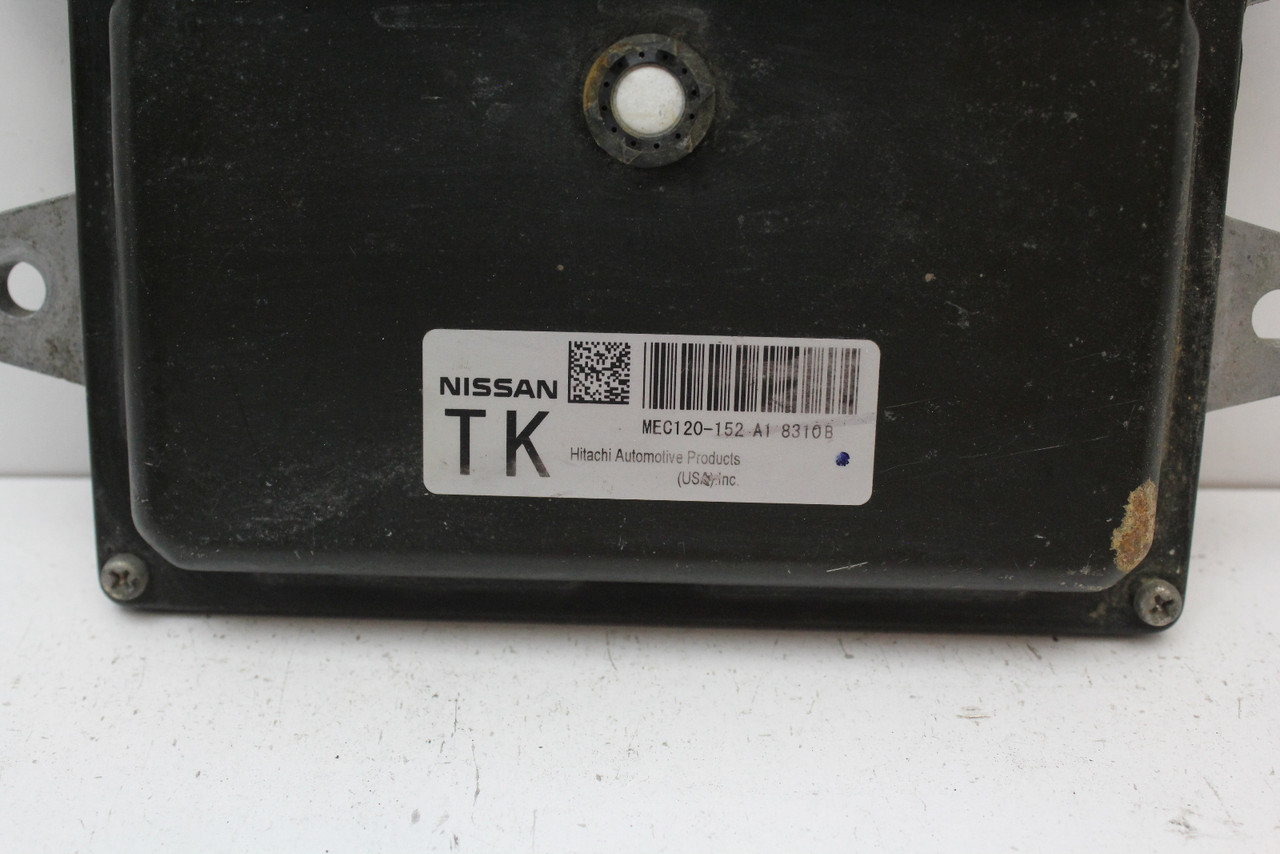 NISSAN
TK
MEC120-152 A1 8310B
Hitachi Automotive Products
(USA) Inc.